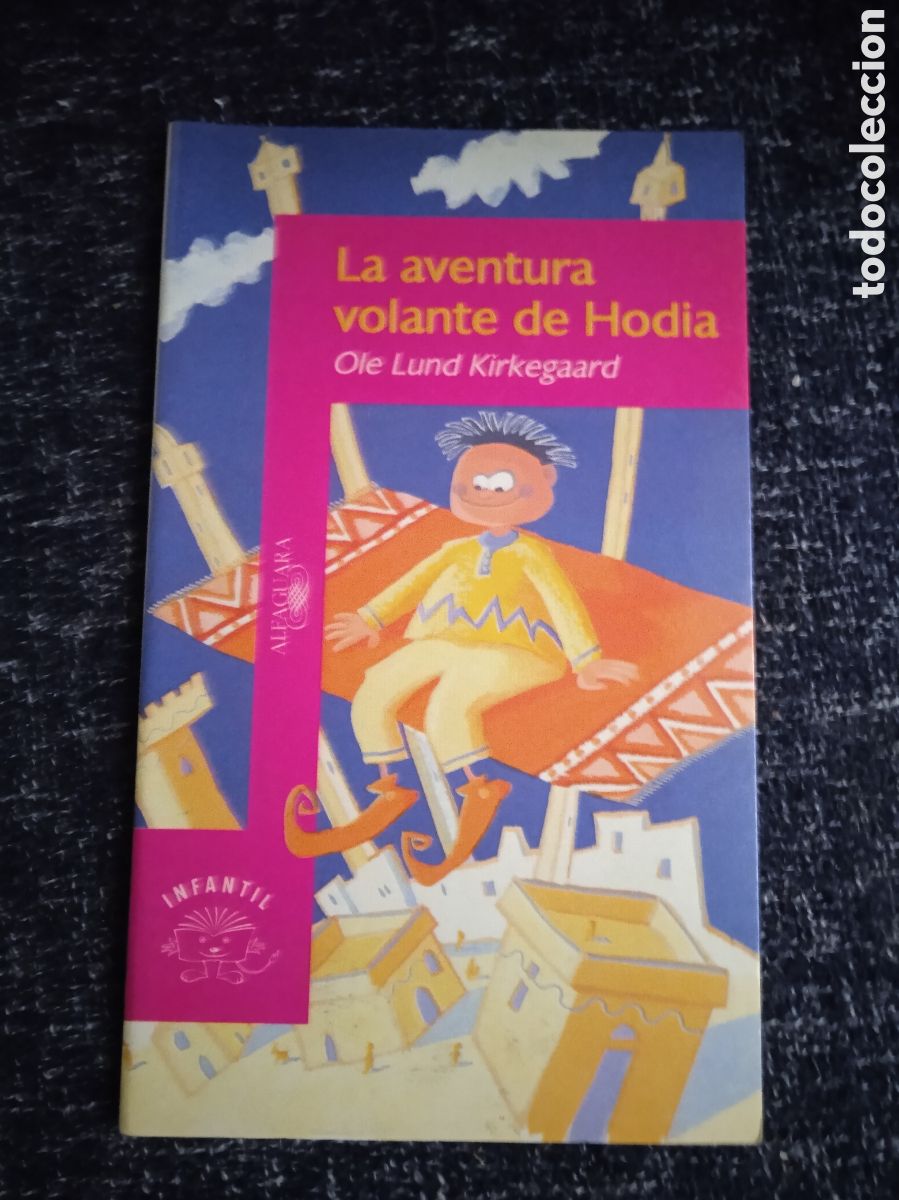 todocoleccion
La aventura
volante de Hodia
Ole Lund Kirkegaard
ALFAGUARA
INFANTIL